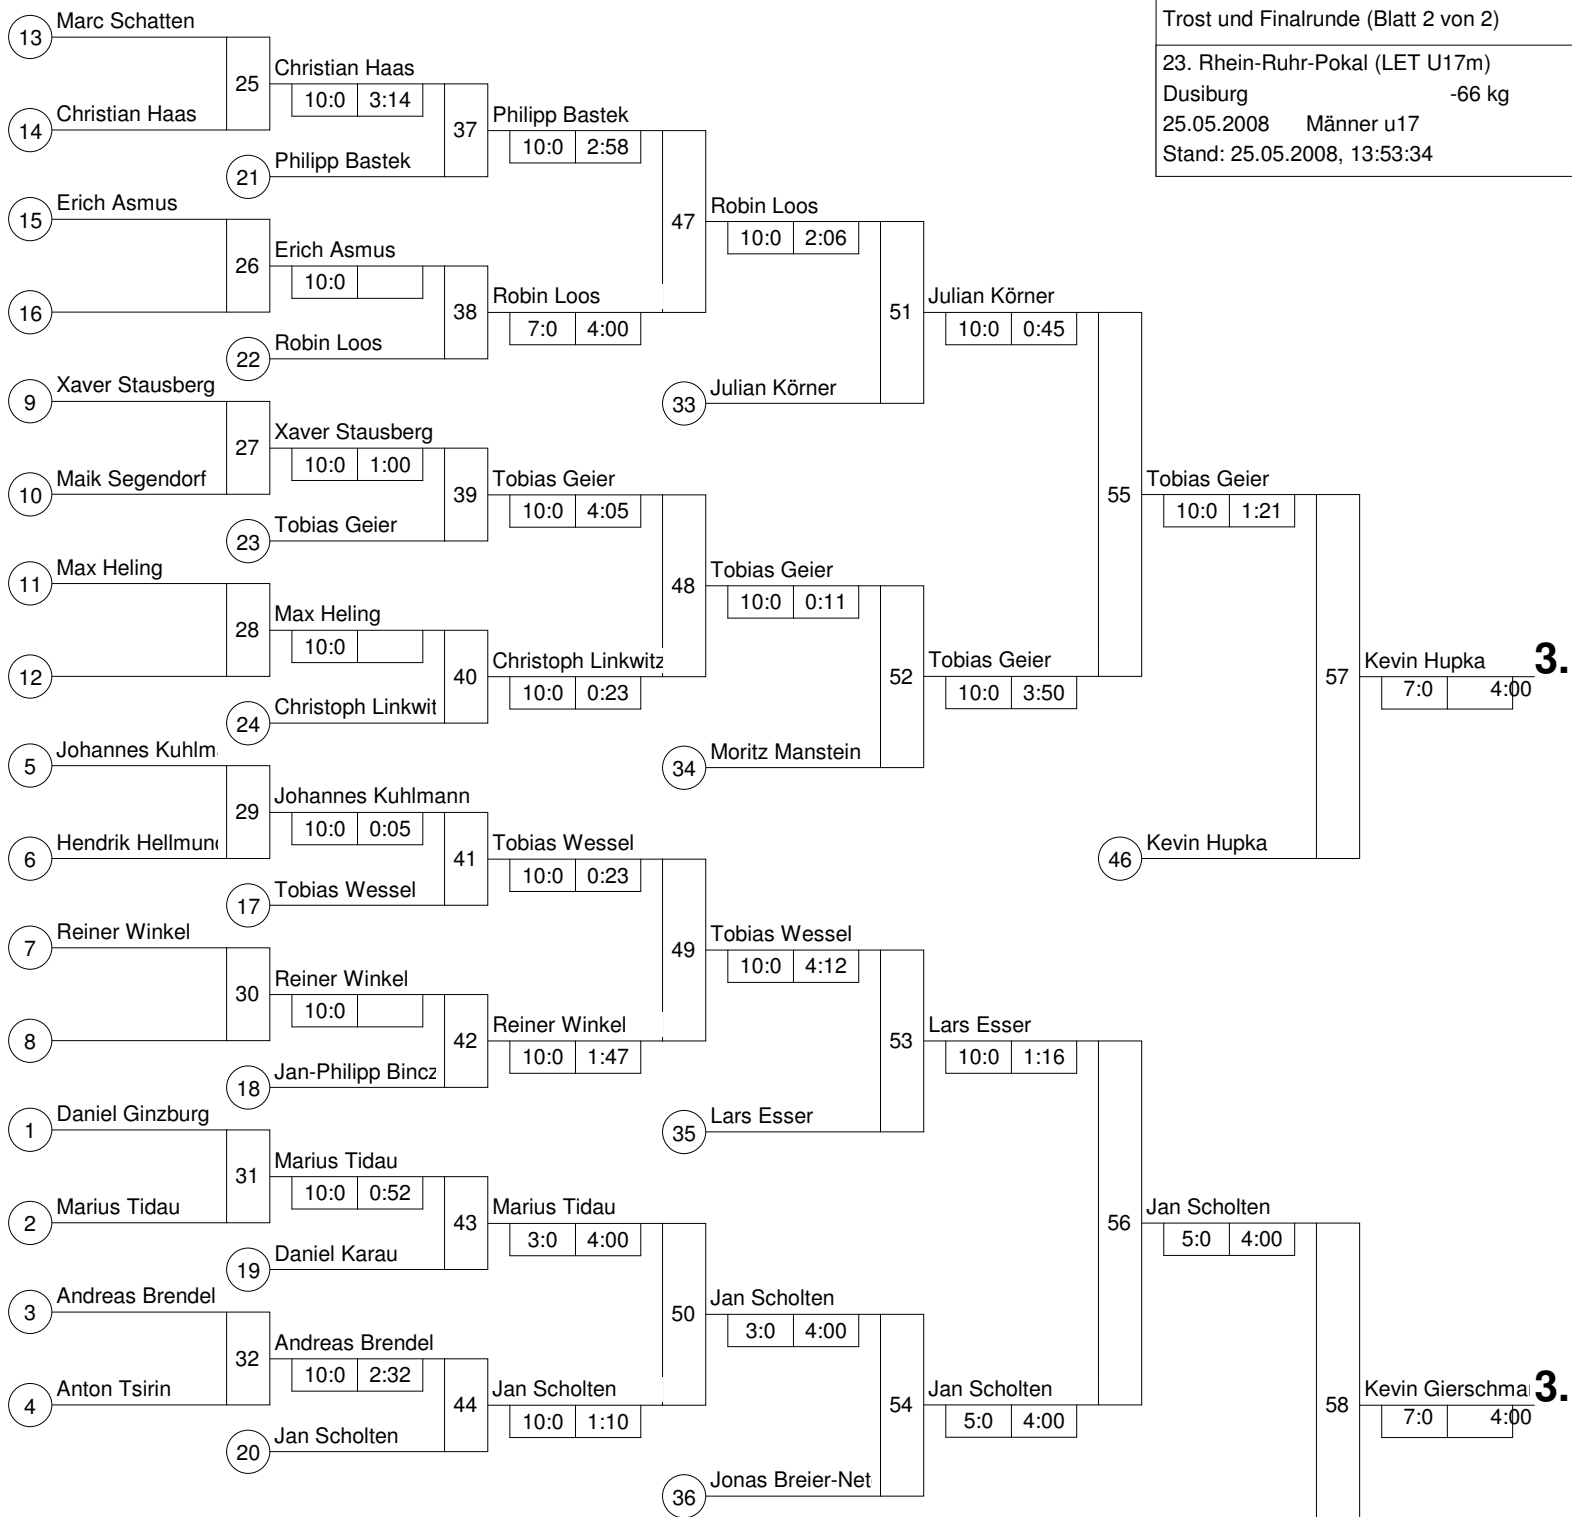 Trost und Finalrunde (Blatt 2 von 2)
23. Rhein-Ruhr-Pokal (LET U17m)
Dusiburg -66 kg
25.05.2008 Männer u17
Stand: 25.05.2008, 13:53:34
13 Marc Schatten
25 Christian Haas
10:0 3:14
14 Christian Haas
37 Philipp Bastek
10:0 2:58
21 Philipp Bastek
15 Erich Asmus
47 Robin Loos
10:0 2:06
26 Erich Asmus
10:0
16
38 Robin Loos
7:0 4:00
51 Julian Körner
10:0 0:45
22 Robin Loos
9 Xaver Stausberg
33 Julian Körner
27 Xaver Stausberg
10:0 1:00
10 Maik Segendorf
39 Tobias Geier
10:0 4:05
55 Tobias Geier
10:0 1:21
23 Tobias Geier
11 Max Heling
48 Tobias Geier
10:0 0:11
28 Max Heling
10:0
12
40 Christoph Linkwitz
10:0 0:23
52 Tobias Geier
10:0 3:50
57 Kevin Hupka 3.
7:0 4:00
24 Christoph Linkwit
5 Johannes Kuhlm
34 Moritz Manstein
29 Johannes Kuhlmann
10:0 0:05
6 Hendrik Hellmun
41 Tobias Wessel
10:0 0:23
46 Kevin Hupka
17 Tobias Wessel
7 Reiner Winkel
49 Tobias Wessel
10:0 4:12
30 Reiner Winkel
10:0
8
42 Reiner Winkel
10:0 1:47
53 Lars Esser
10:0 1:16
18 Jan-Philipp Bincz
1 Daniel Ginzburg
35 Lars Esser
31 Marius Tidau
10:0 0:52
2 Marius Tidau
43 Marius Tidau
3:0 4:00
56 Jan Scholten
5:0 4:00
19 Daniel Karau
3 Andreas Brendel
50 Jan Scholten
3:0 4:00
32 Andreas Brendel
10:0 2:32
4 Anton Tsirin
44 Jan Scholten
10:0 1:10
54 Jan Scholten
5:0 4:00
58 Kevin Gierschma 3.
7:0 4:00
20 Jan Scholten
36 Jonas Breier-Net